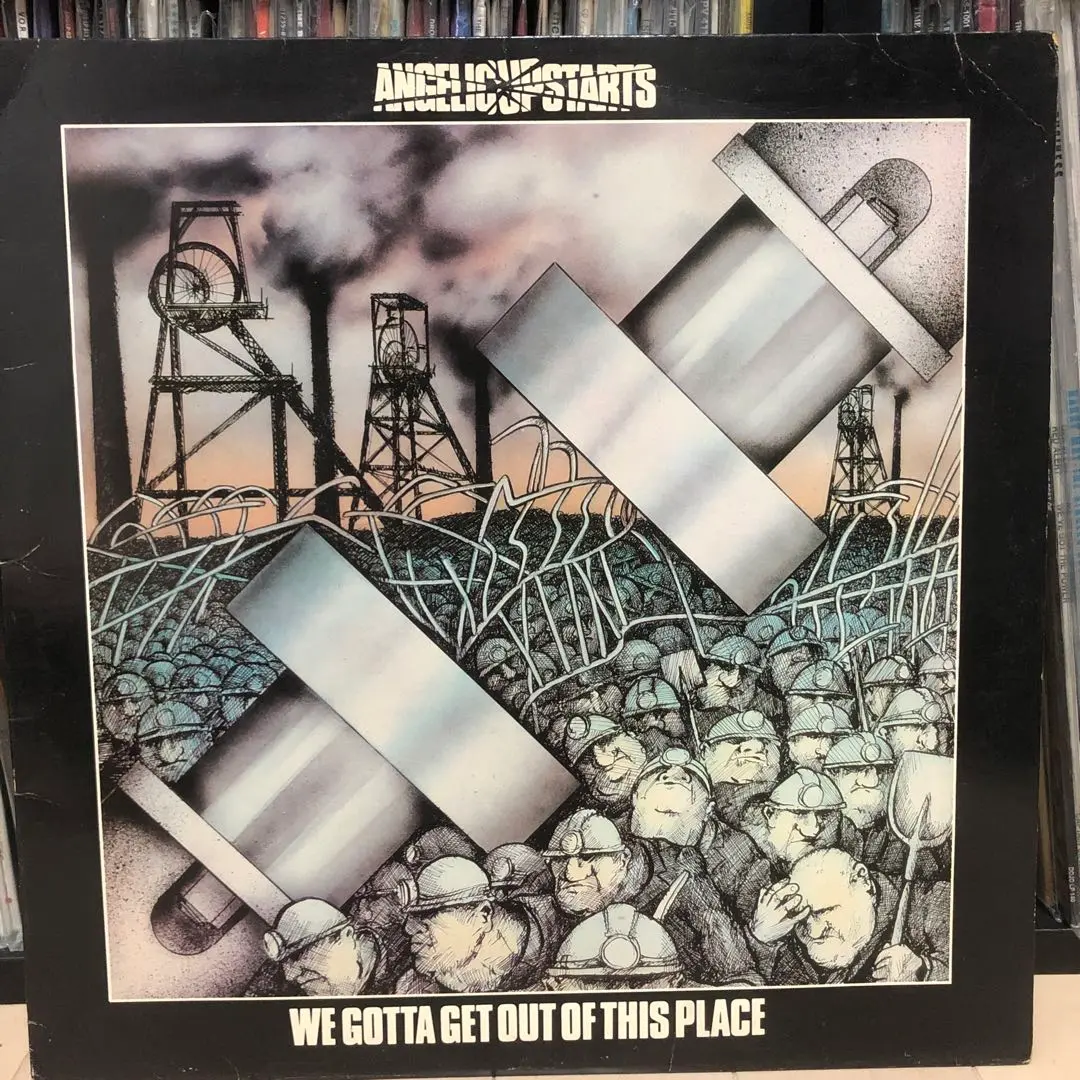 ANGELIC UPSTARTS
WE GOTTA GET OUT OF THIS PLACE